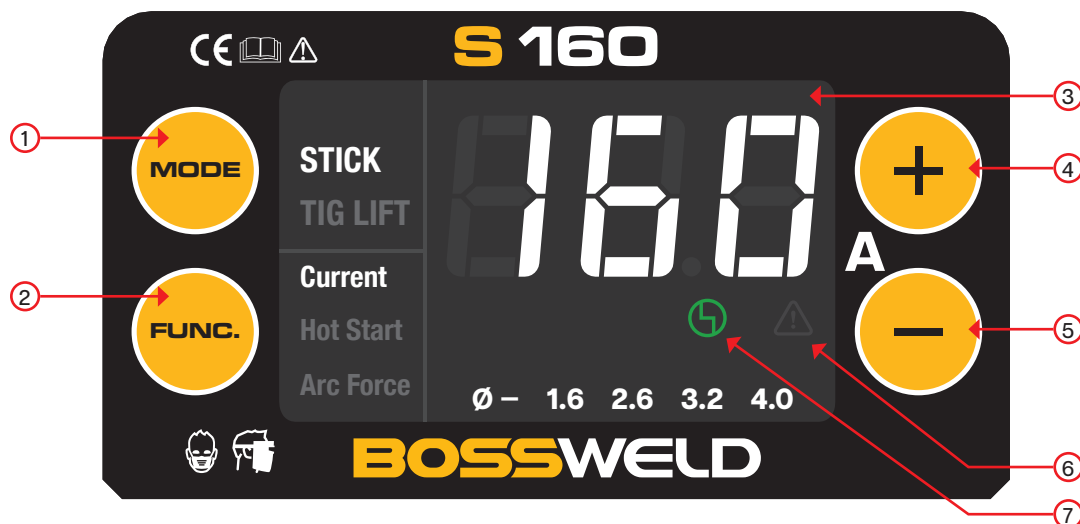 CE
S 160
1
MODE
2
FUNC.
STICK
TIG LIFT
Current
Hot Start
Arc Force
160
A
Ø – 1.6 2.6 3.2 4.0
3
4
5
6
7
BOSSWELD